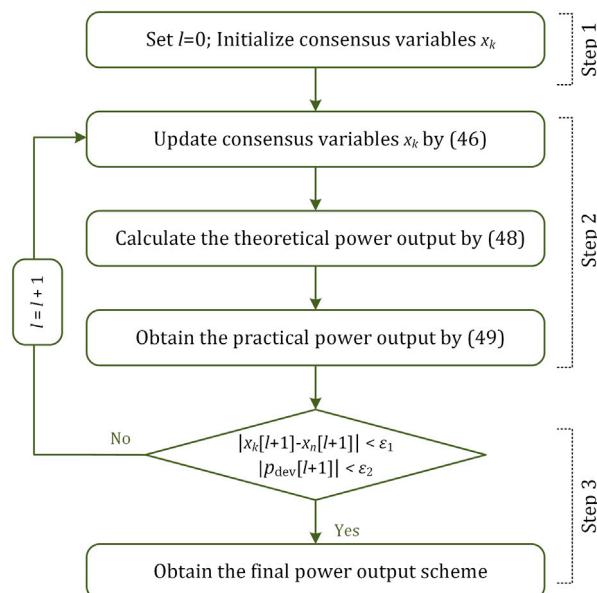 Set l=0; Initialize consensus variables xₖ
Step 1
Update consensus variables xₖ by (46)
Calculate the theoretical power output by (48)
Step 2
l = l + 1
Obtain the practical power output by (49)
No
|xₖ[l+1]-xₙ[l+1]| < ε₁
|p_dev[l+1]| < ε₂
Step 3
Yes
Obtain the final power output scheme